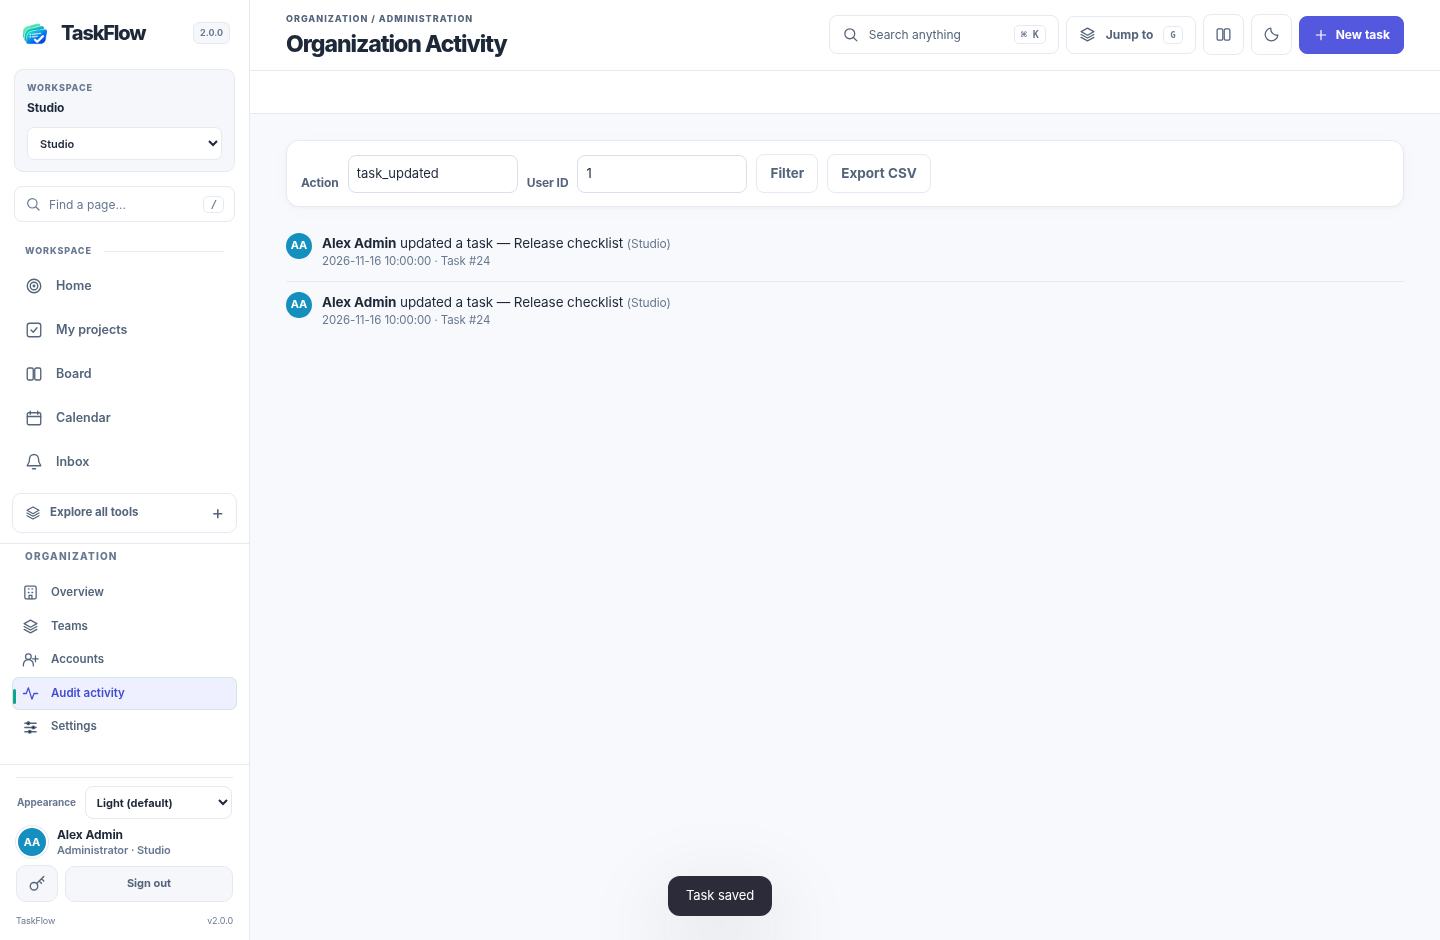 TaskFlow
2.0.0
WORKSPACE
Studio
Studio
Find a page...
/
WORKSPACE
Home
My projects
Board
Calendar
Inbox
Explore all tools
+
ORGANIZATION
Overview
Teams
Accounts
Audit activity
Settings
Appearance
Light (default)
AA
Alex Admin
Administrator · Studio
Sign out
TaskFlow
v2.0.0
ORGANIZATION / ADMINISTRATION
Organization Activity
Search anything
⌘ K
Jump to
G
+ New task
Action
task_updated
User ID
1
Filter
Export CSV
AA
Alex Admin updated a task — Release checklist (Studio)
2026-11-16 10:00:00 · Task #24
AA
Alex Admin updated a task — Release checklist (Studio)
2026-11-16 10:00:00 · Task #24
Task saved